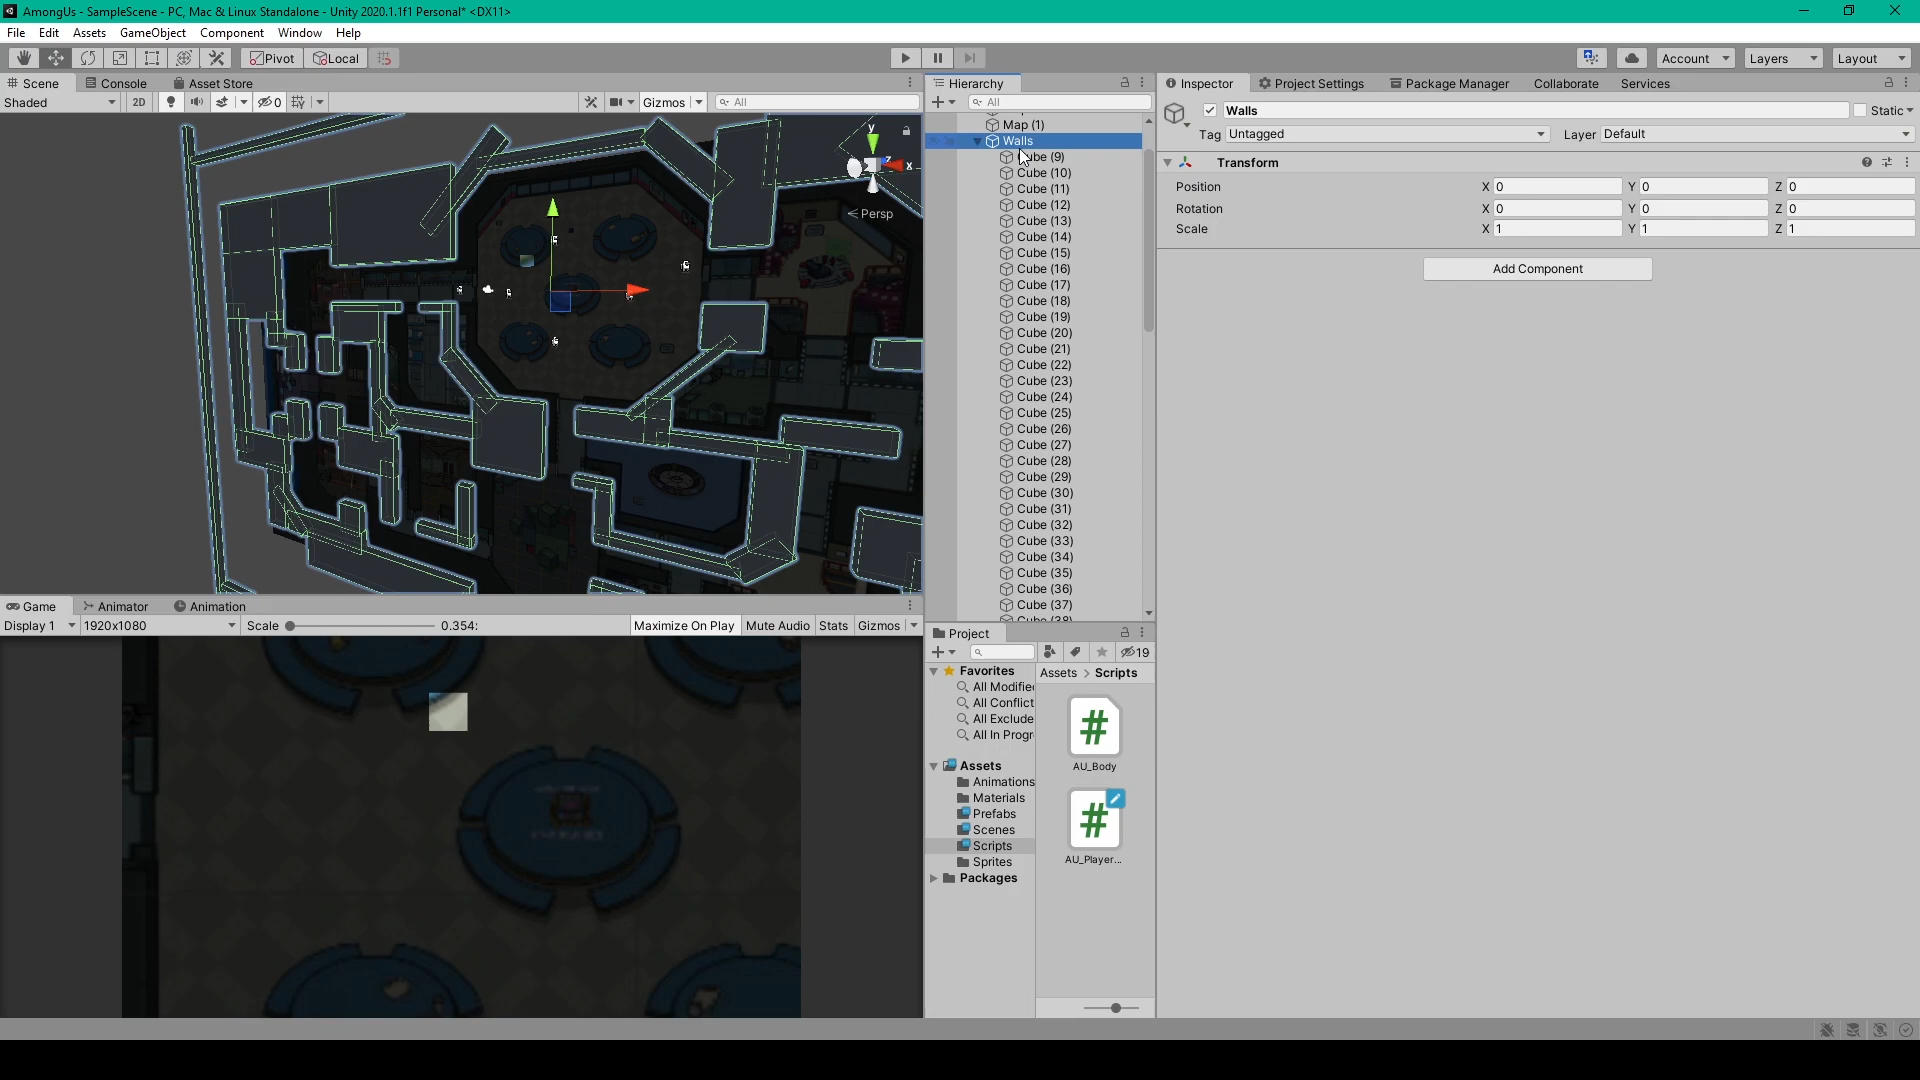 AmongUs - SampleScene - PC, Mac & Linux Standalone - Unity 2020.1.1f1 Personal* <DX11>
File Edit Assets GameObject Component Window Help
Pivot Local Account Layers Layout
Scene Console Asset Store
Shaded 2D 0 Gizmos All
y
z
x
Persp
Hierarchy
All
Map (1)
Walls
Cube (9)
Cube (10)
Cube (11)
Cube (12)
Cube (13)
Cube (14)
Cube (15)
Cube (16)
Cube (17)
Cube (18)
Cube (19)
Cube (20)
Cube (21)
Cube (22)
Cube (23)
Cube (24)
Cube (25)
Cube (26)
Cube (27)
Cube (28)
Cube (29)
Cube (30)
Cube (31)
Cube (32)
Cube (33)
Cube (34)
Cube (35)
Cube (36)
Cube (37)
Cube (38)
Inspector Project Settings Package Manager Collaborate Services
Walls Static
Tag Untagged Layer Default
Transform
Position X 0 Y 0 Z 0
Rotation X 0 Y 0 Z 0
Scale X 1 Y 1 Z 1
Add Component
Game Animator Animation
Display 1 1920x1080 Scale 0.354: Maximize On Play Mute Audio Stats Gizmos
Project
19
Favorites
All Modifie
All Conflict
All Exclude
All In Progr
Assets
Animations
Materials
Prefabs
Scenes
Scripts
Sprites
Packages
Assets > Scripts
#
AU_Body
#
AU_Player...